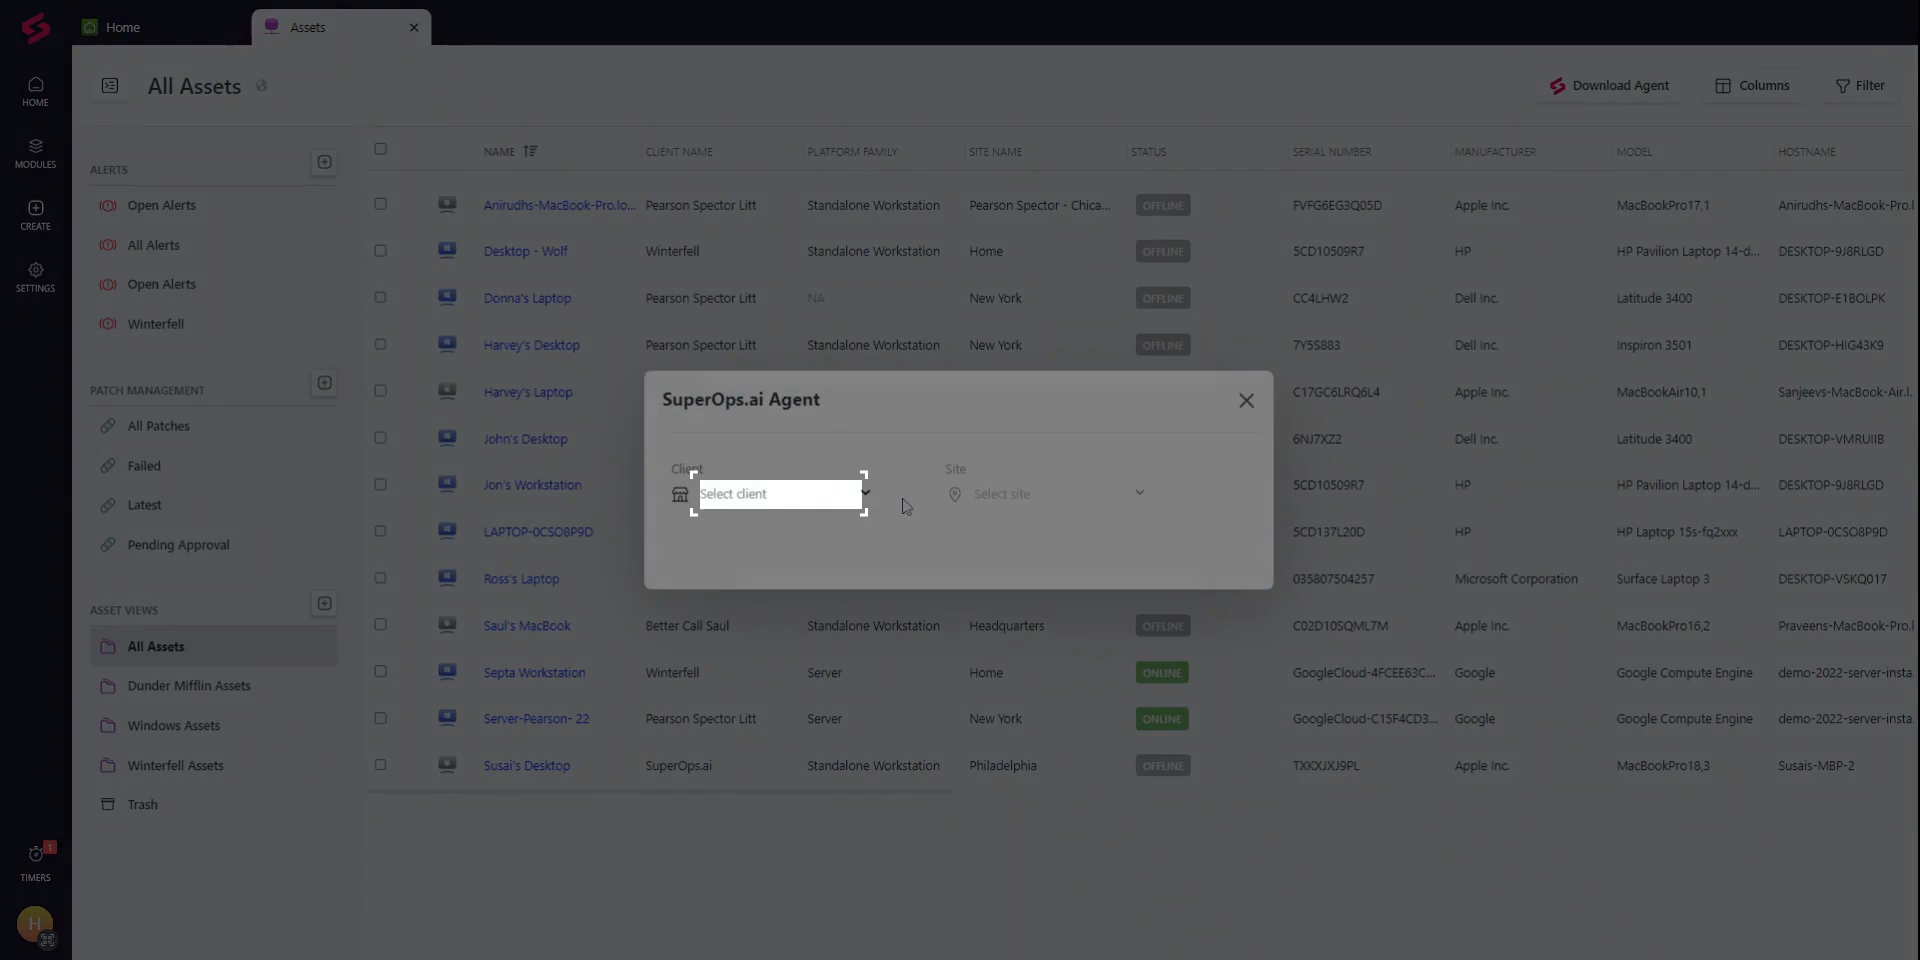 Home
Assets
HOME
MODULES
CREATE
SETTINGS
1
TIMERS
H
All Assets
Download Agent
Columns
Filter
ALERTS
Open Alerts
All Alerts
Open Alerts
Winterfell
PATCH MANAGEMENT
All Patches
Failed
Latest
Pending Approval
ASSET VIEWS
All Assets
Dunder Mifflin Assets
Windows Assets
Winterfell Assets
Trash
NAME CLIENT NAME PLATFORM FAMILY SITE NAME STATUS SERIAL NUMBER MANUFACTURER MODEL HOSTNAME
Anirudhs-MacBook-Pro.lo... Pearson Spector Litt Standalone Workstation Pearson Spector - Chica... OFFLINE FVFG6EG3Q05D Apple Inc. MacBookPro17,1 Anirudhs-MacBook-Pro.l
Desktop - Wolf Winterfell Standalone Workstation Home OFFLINE 5CD10509R7 HP HP Pavilion Laptop 14-d... DESKTOP-9J8RLGD
Donna's Laptop Pearson Spector Litt NA New York OFFLINE CC4LHW2 Dell Inc. Latitude 3400 DESKTOP-E1BOLPK
Harvey's Desktop Pearson Spector Litt Standalone Workstation New York OFFLINE 7Y5S883 Dell Inc. Inspiron 3501 DESKTOP-HIG43K9
Harvey's Laptop C17GC6LRQ6L4 Apple Inc. MacBookAir10,1 Sanjeevs-MacBook-Air.l
John's Desktop 6NJ7XZ2 Dell Inc. Latitude 3400 DESKTOP-VMRUIIB
Jon's Workstation 5CD10509R7 HP HP Pavilion Laptop 14-d... DESKTOP-9J8RLGD
LAPTOP-0CSO8P9D 5CD137L20D HP HP Laptop 15s-fq2xxx LAPTOP-0CSO8P9D
Ross's Laptop 035807504257 Microsoft Corporation Surface Laptop 3 DESKTOP-VSKQ017
Saul's MacBook Better Call Saul Standalone Workstation Headquarters OFFLINE C02D10SQML7M Apple Inc. MacBookPro16,2 Praveens-MacBook-Pro.l
Septa Workstation Winterfell Server Home ONLINE GoogleCloud-4FCEE63C... Google Google Compute Engine demo-2022-server-insta.
Server-Pearson- 22 Pearson Spector Litt Server New York ONLINE GoogleCloud-C15F4CD3... Google Google Compute Engine demo-2022-server-insta.
Susai's Desktop SuperOps.ai Standalone Workstation Philadelphia OFFLINE TXKXJXJ9PL Apple Inc. MacBookPro18,3 Susais-MBP-2
SuperOps.ai Agent
Client Site
Select client Select site